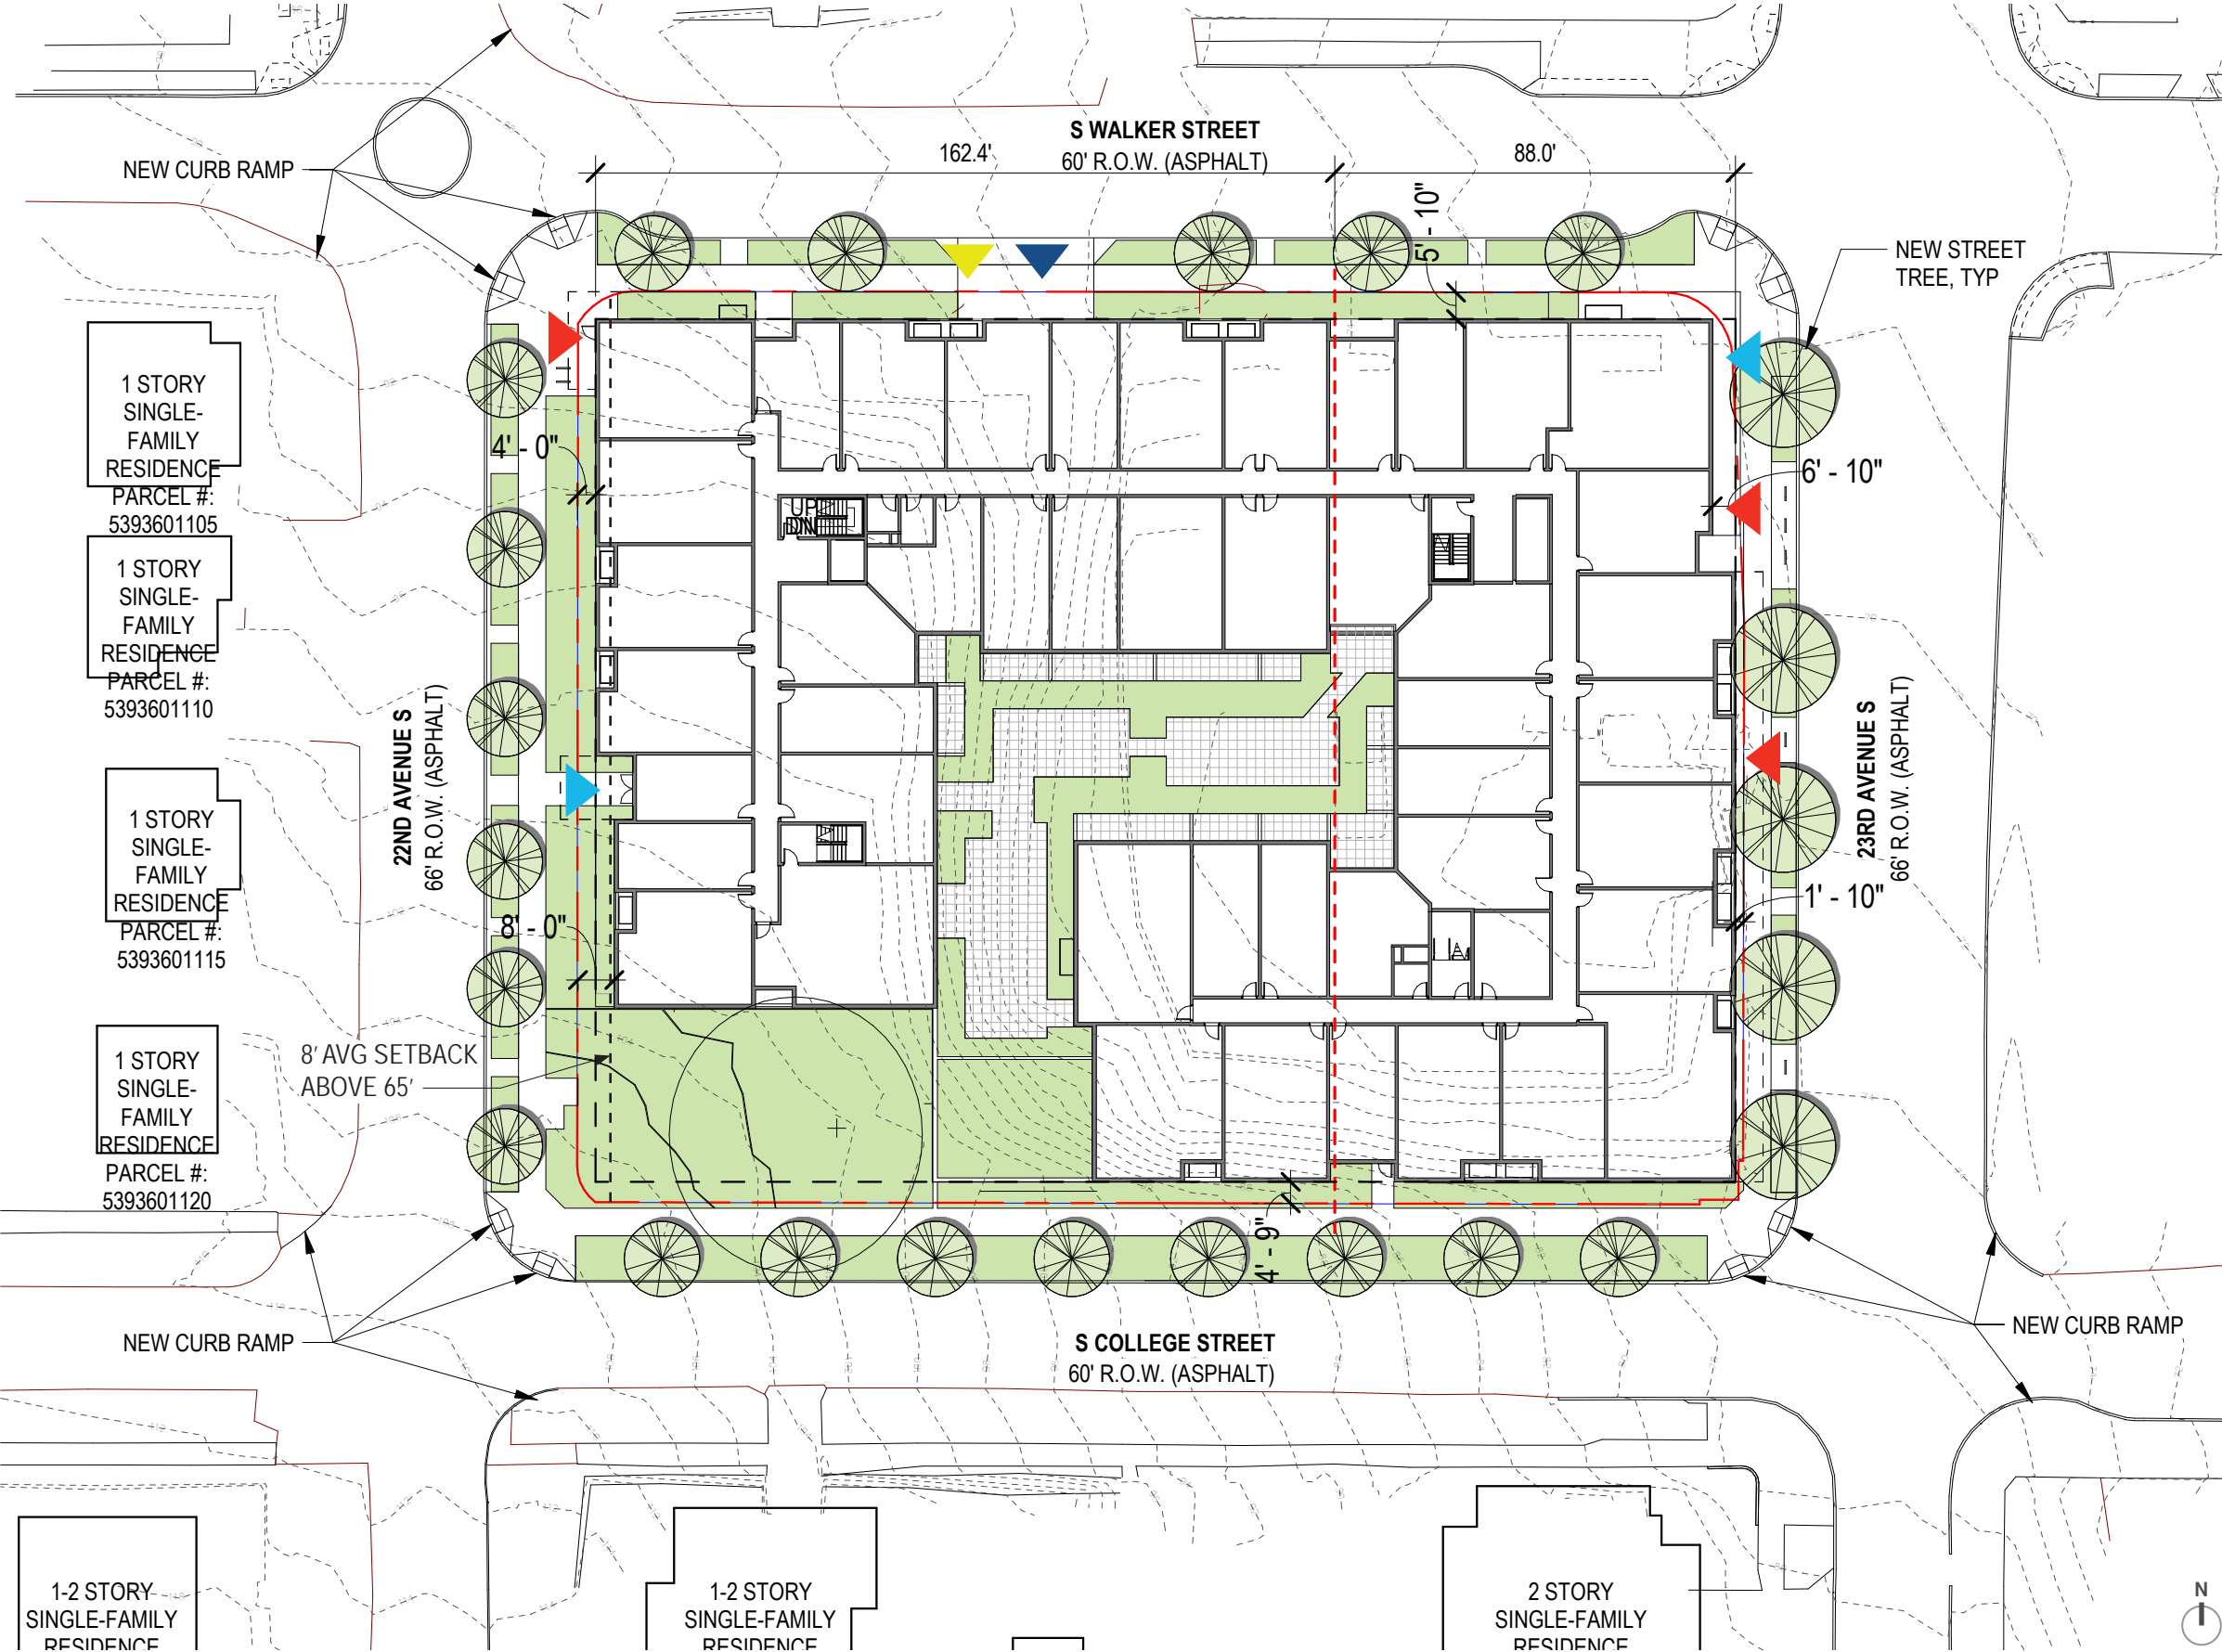 S WALKER STREET
60' R.O.W. (ASPHALT)
162.4'
88.0'
5' - 10"
NEW CURB RAMP
NEW STREET
TREE, TYP
1 STORY
SINGLE-
FAMILY
RESIDENCE
PARCEL #:
5393601105
4' - 0"
6' - 10"
UP
DN
1 STORY
SINGLE-
FAMILY
RESIDENCE
PARCEL #:
5393601110
22ND AVENUE S
66' R.O.W. (ASPHALT)
23RD AVENUE S
66' R.O.W. (ASPHALT)
1 STORY
SINGLE-
FAMILY
RESIDENCE
PARCEL #:
5393601115
8' - 0"
1' - 10"
8' AVG SETBACK
ABOVE 65'
1 STORY
SINGLE-
FAMILY
RESIDENCE
PARCEL #:
5393601120
4' - 9"
NEW CURB RAMP
S COLLEGE STREET
60' R.O.W. (ASPHALT)
NEW CURB RAMP
1-2 STORY
SINGLE-FAMILY
RESIDENCE
1-2 STORY
SINGLE-FAMILY
RESIDENCE
2 STORY
SINGLE-FAMILY
RESIDENCE
N